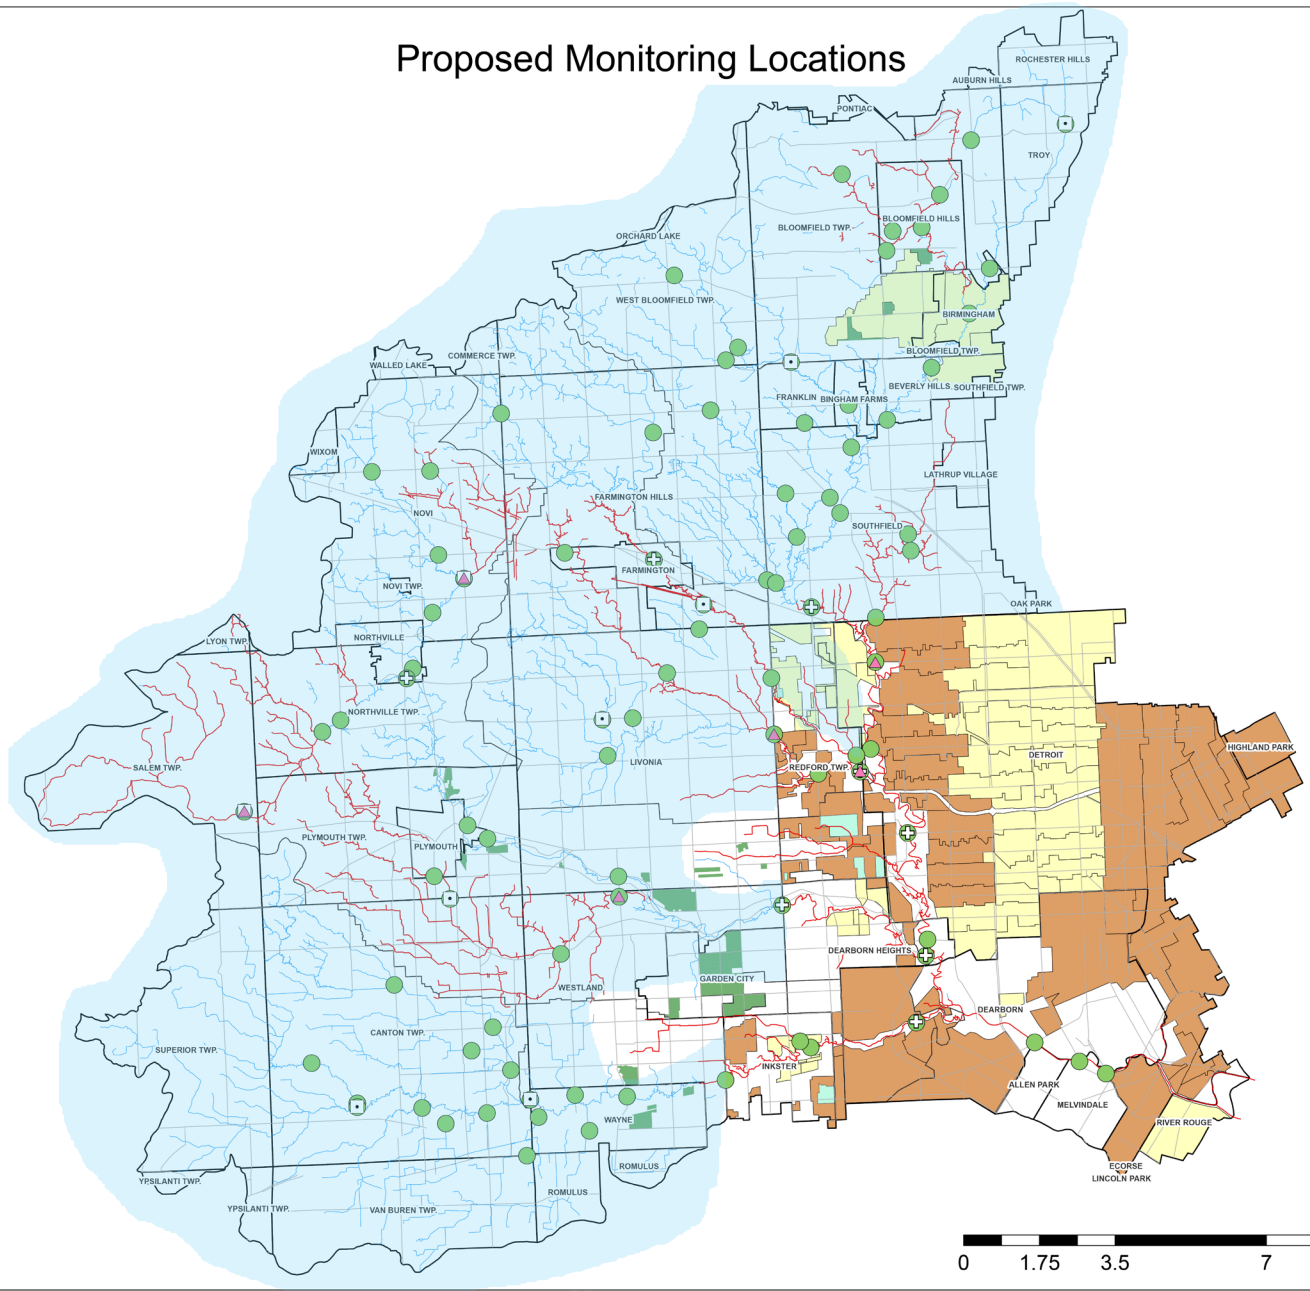 Proposed Monitoring Locations
ROCHESTER HILLS
AUBURN HILLS
PONTIAC
TROY
BLOOMFIELD HILLS
BLOOMFIELD TWP.
ORCHARD LAKE
WEST BLOOMFIELD TWP.
BIRMINGHAM
BLOOMFIELD TWP.
COMMERCE TWP.
WALLED LAKE
BEVERLY HILLS
SOUTHFIELD TWP.
FRANKLIN
BINGHAM FARMS
WIXOM
LATHRUP VILLAGE
FARMINGTON HILLS
NOVI
SOUTHFIELD
FARMINGTON
NOVI TWP.
OAK PARK
NORTHVILLE
LYON TWP.
NORTHVILLE TWP.
HIGHLAND PARK
DETROIT
LIVONIA
REDFORD TWP.
SALEM TWP.
PLYMOUTH TWP.
PLYMOUTH
DEARBORN HEIGHTS
GARDEN CITY
WESTLAND
DEARBORN
CANTON TWP.
SUPERIOR TWP.
INKSTER
ALLEN PARK
MELVINDALE
WAYNE
RIVER ROUGE
ROMULUS
ECORSE
LINCOLN PARK
YPSILANTI TWP.
ROMULUS
YPSILANTI TWP.
VAN BUREN TWP.
0 1.75 3.5 7